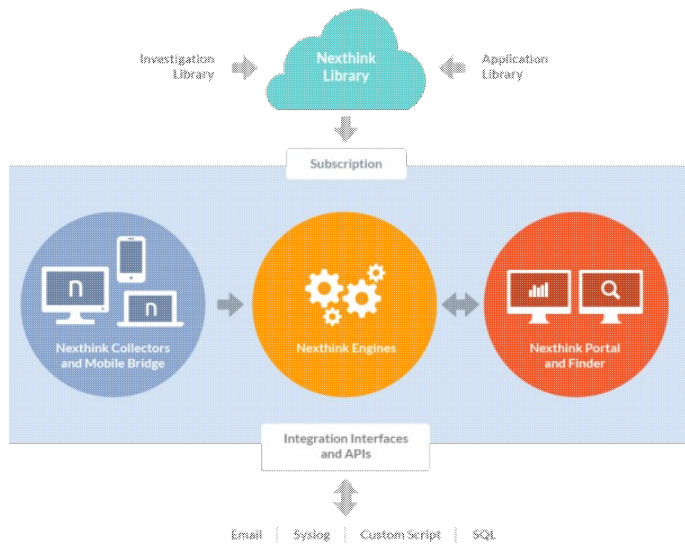 Investigation
Library
Nexthink
Library
Application
Library
Subscription
n
n
Nexthink Collectors
and Mobile Bridge
Nexthink Engines
Nexthink Portal
and Finder
Integration Interfaces
and APIs
Email | Syslog | Custom Script | SQL